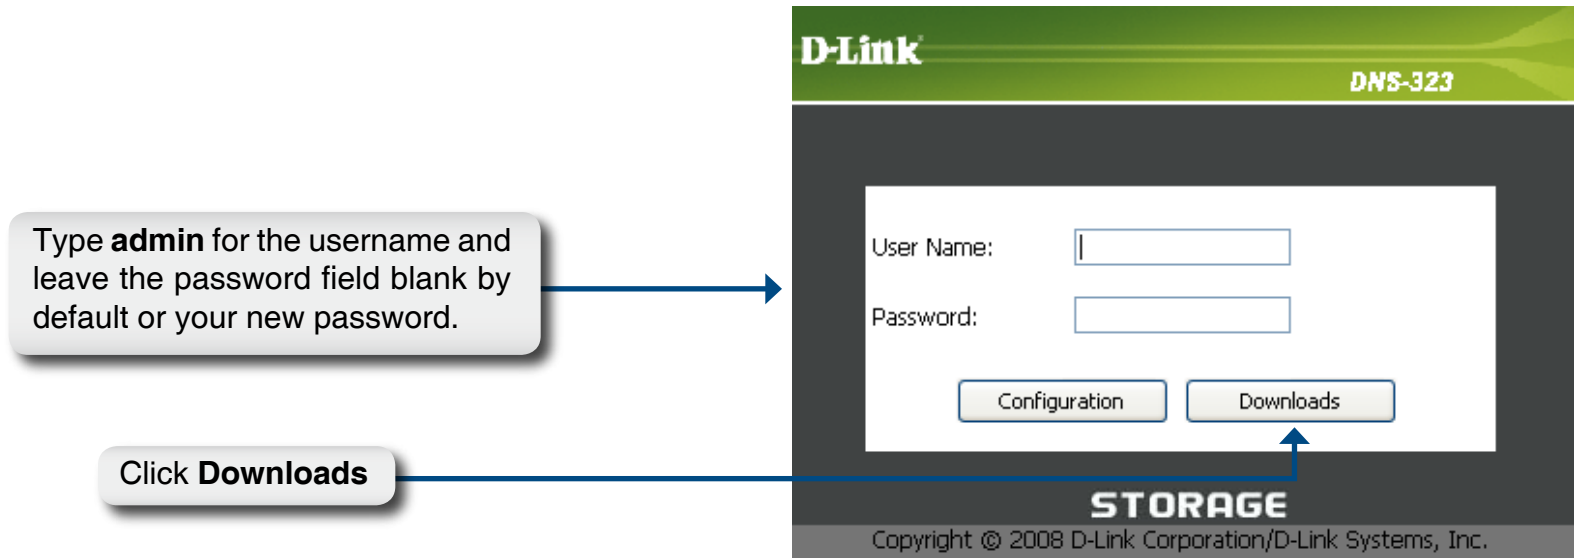 D-Link
DNS-323
Type admin for the username and
leave the password field blank by
default or your new password.
User Name:
Password:
Configuration
Downloads
Click Downloads
STORAGE
Copyright © 2008 D-Link Corporation/D-Link Systems, Inc.